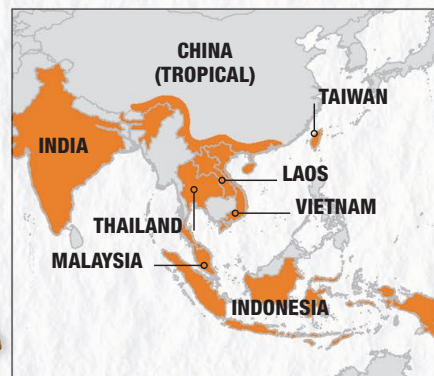 CHINA
(TROPICAL)
TAIWAN
INDIA
LAOS
VIETNAM
THAILAND
MALAYSIA
INDONESIA